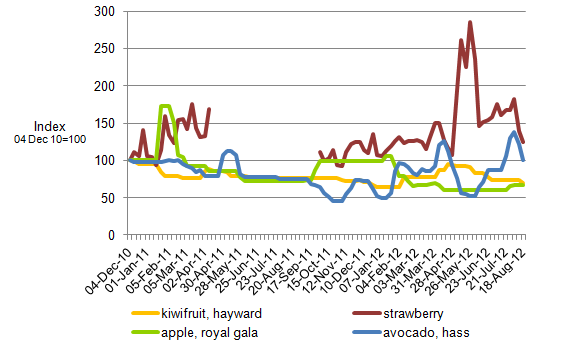 300
250
200
150
100
50
0
Index
04 Dec 10=100
04-Dec-10
01-Jan-11
05-Feb-11
05-Mar-11
02-Apr-11
30-Apr-11
28-May-11
25-Jun-11
23-Jul-11
20-Aug-11
17-Sep-11
15-Oct-11
12-Nov-11
10-Dec-11
07-Jan-12
04-Feb-12
03-Mar-12
31-Mar-12
28-Apr-12
26-May-12
23-Jun-12
21-Jul-12
18-Aug-12
kiwifruit, hayward strawberry
apple, royal gala avocado, hass